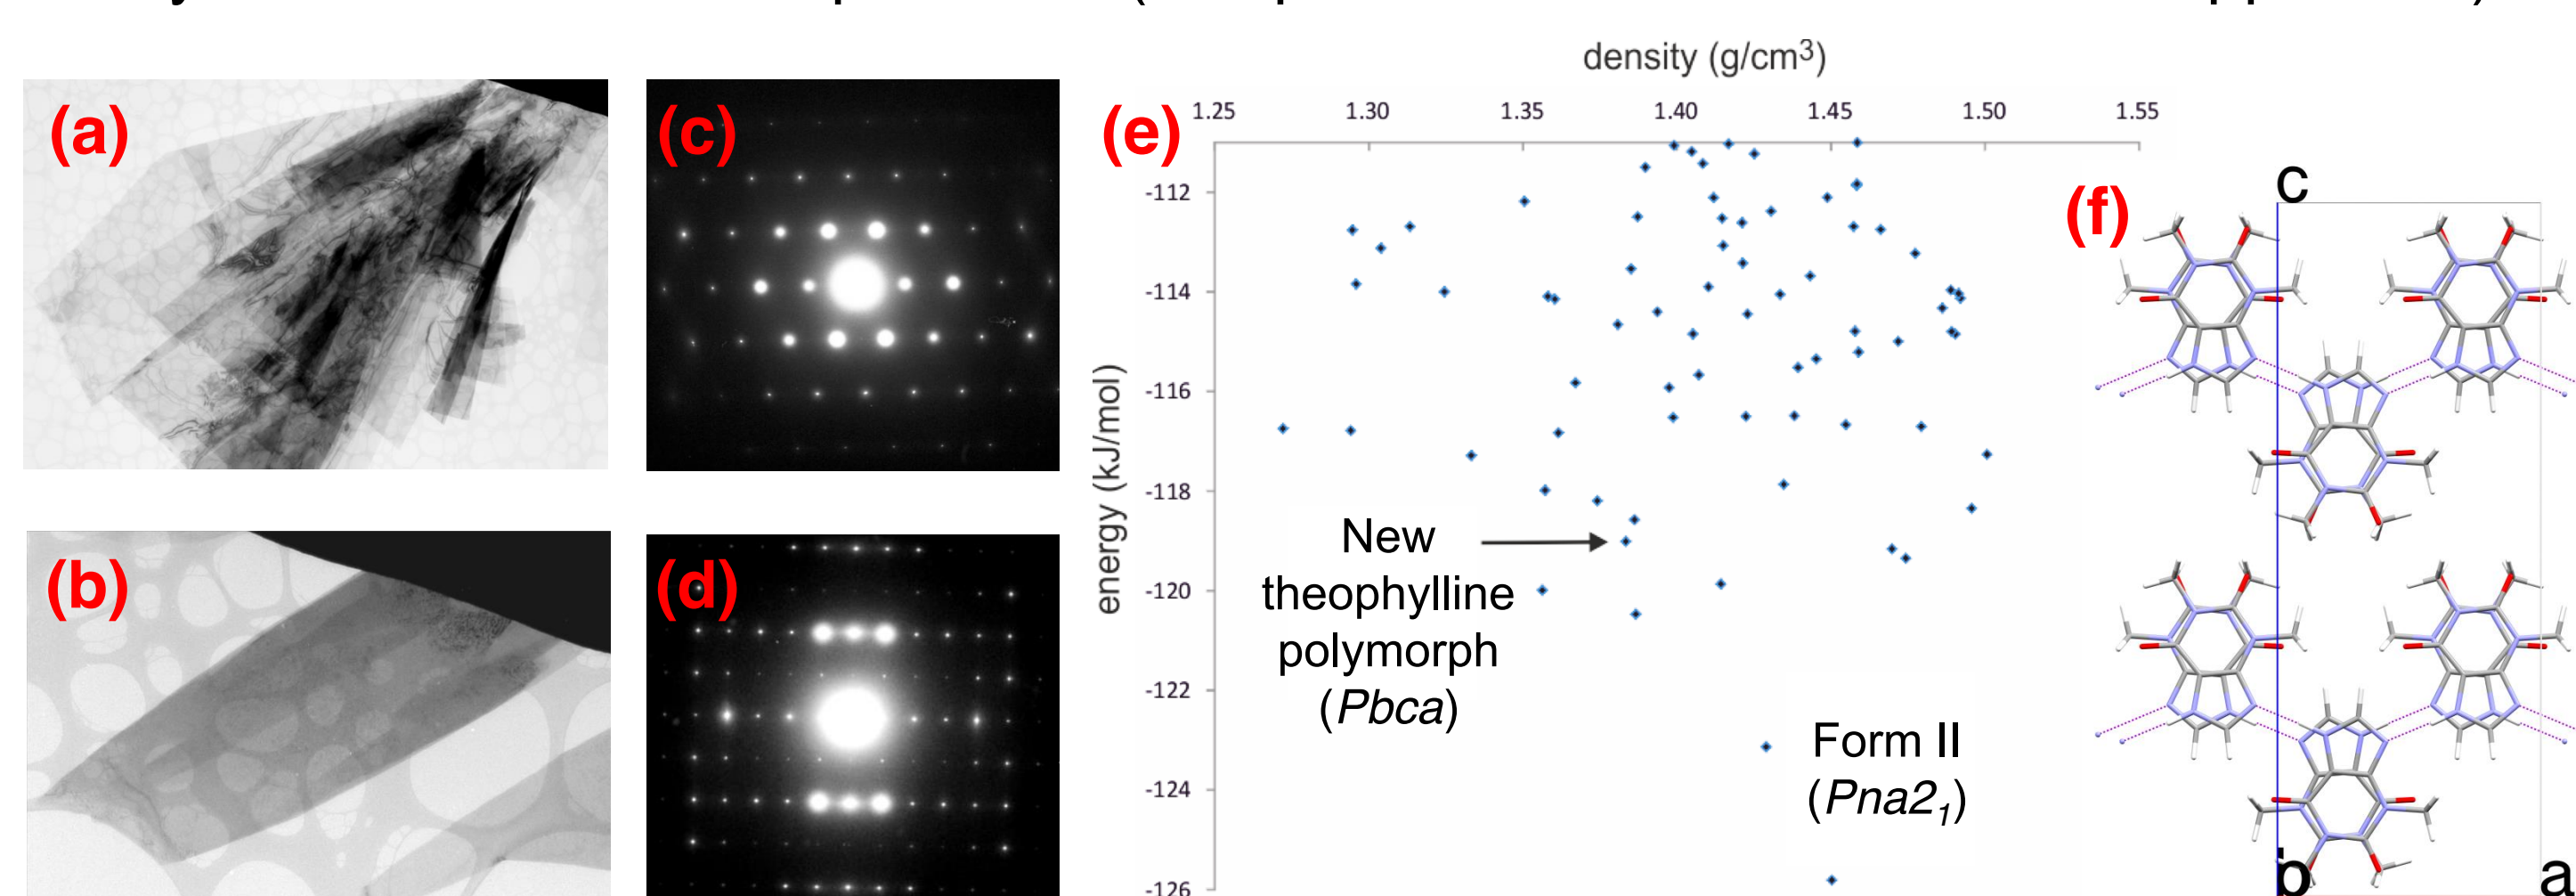 (a)
(b)
(c)
(d)
(e)
density (g/cm³)
1.25 1.30 1.35 1.40 1.45 1.50 1.55
energy (kJ/mol)
-112
-114
-116
-118
-120
-122
-124
-126
New
theophylline
polymorph
(Pbca)
Form II
(Pna2₁)
(f)
c
b
a